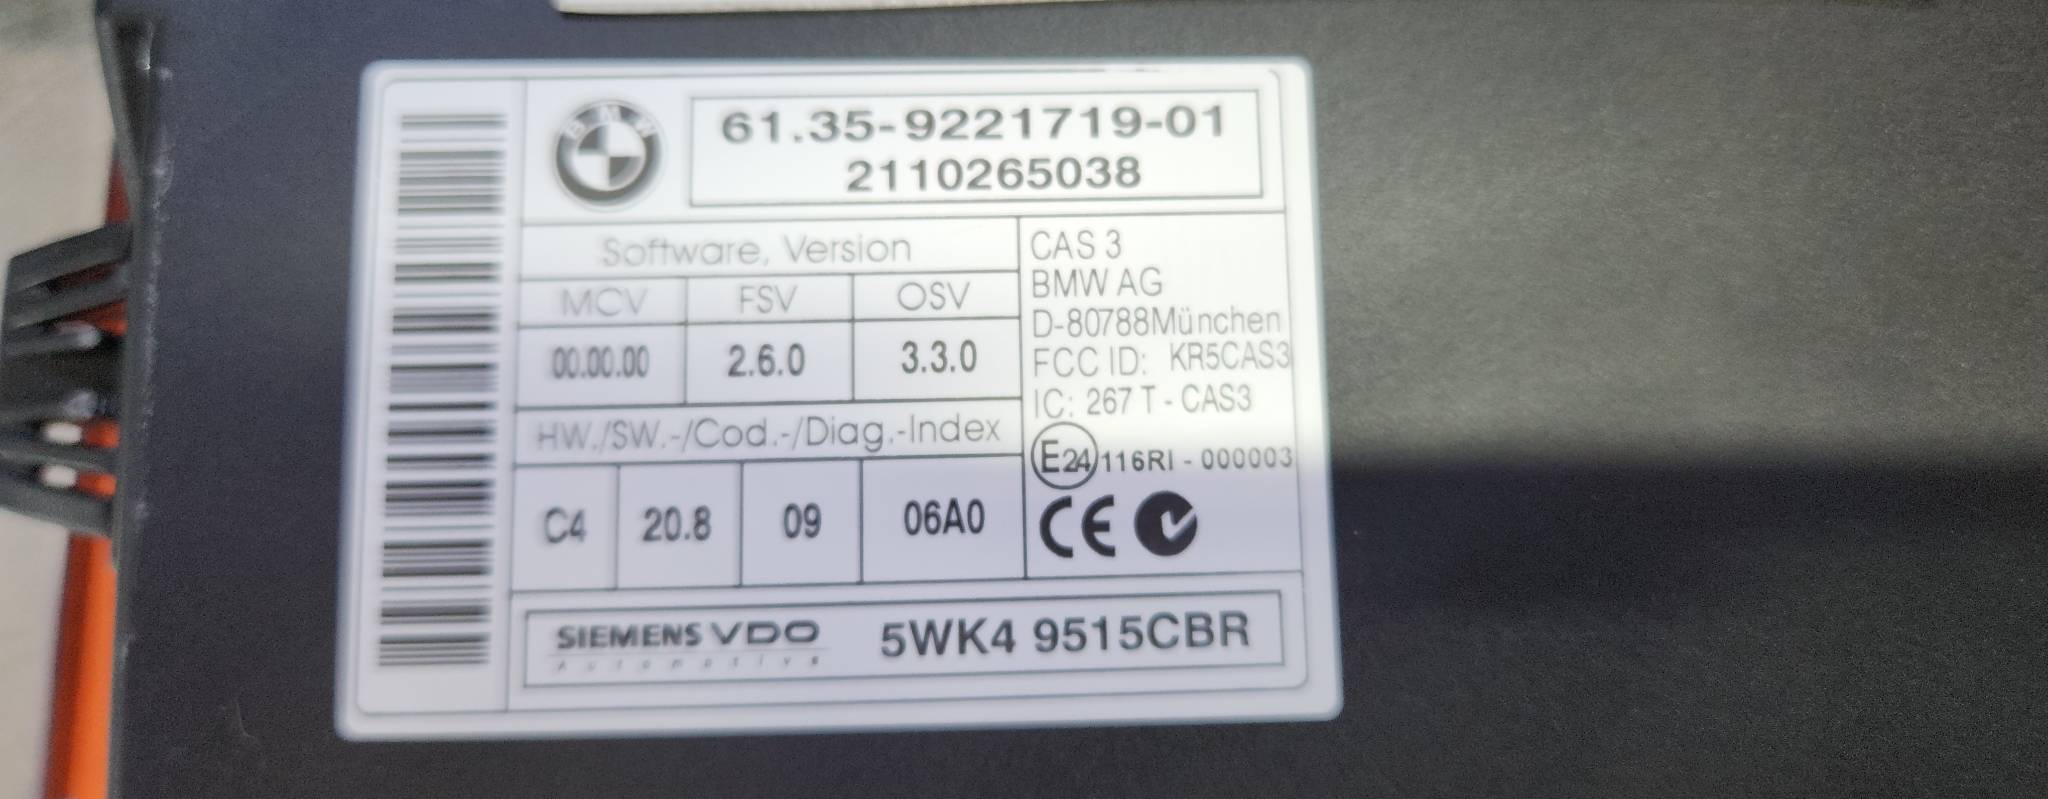 BMW
61.35-9221719-01
2110265038
Software, Version
MCV FSV OSV
00.00.00 2.6.0 3.3.0
HW./SW.-/Cod.-/Diag.-Index
C4 20.8 09 06A0
CAS 3
BMW AG
D-80788München
FCC ID: KR5CAS3
IC: 267 T - CAS3
E24 116RI - 000003
CE
SIEMENS VDO 5WK4 9515CBR
Automotive